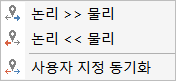 논리 >> 물리
논리 << 물리
사용자 지정 동기화